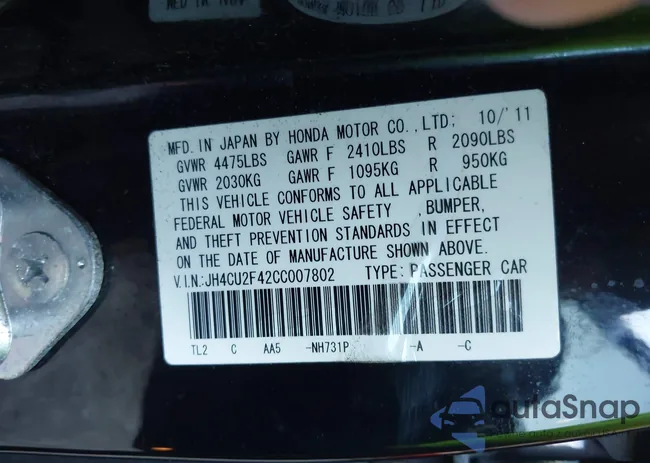 MFD. IN JAPAN BY HONDA MOTOR CO.,LTD; 10/'11
GVWR 4475LBS GAWR F 2410LBS R 2090LBS
GVWR 2030KG GAWR F 1095KG R 950KG
THIS VEHICLE CONFORMS TO ALL APPLICABLE
FEDERAL MOTOR VEHICLE SAFETY ,BUMPER,
AND THEFT PREVENTION STANDARDS IN EFFECT
ON THE DATE OF MANUFACTURE SHOWN ABOVE.
V.I.N.:JH4CU2F42CC007802 TYPE: PASSENGER CAR
TL2 C AA5 -NH731P -A -C
autoSnap